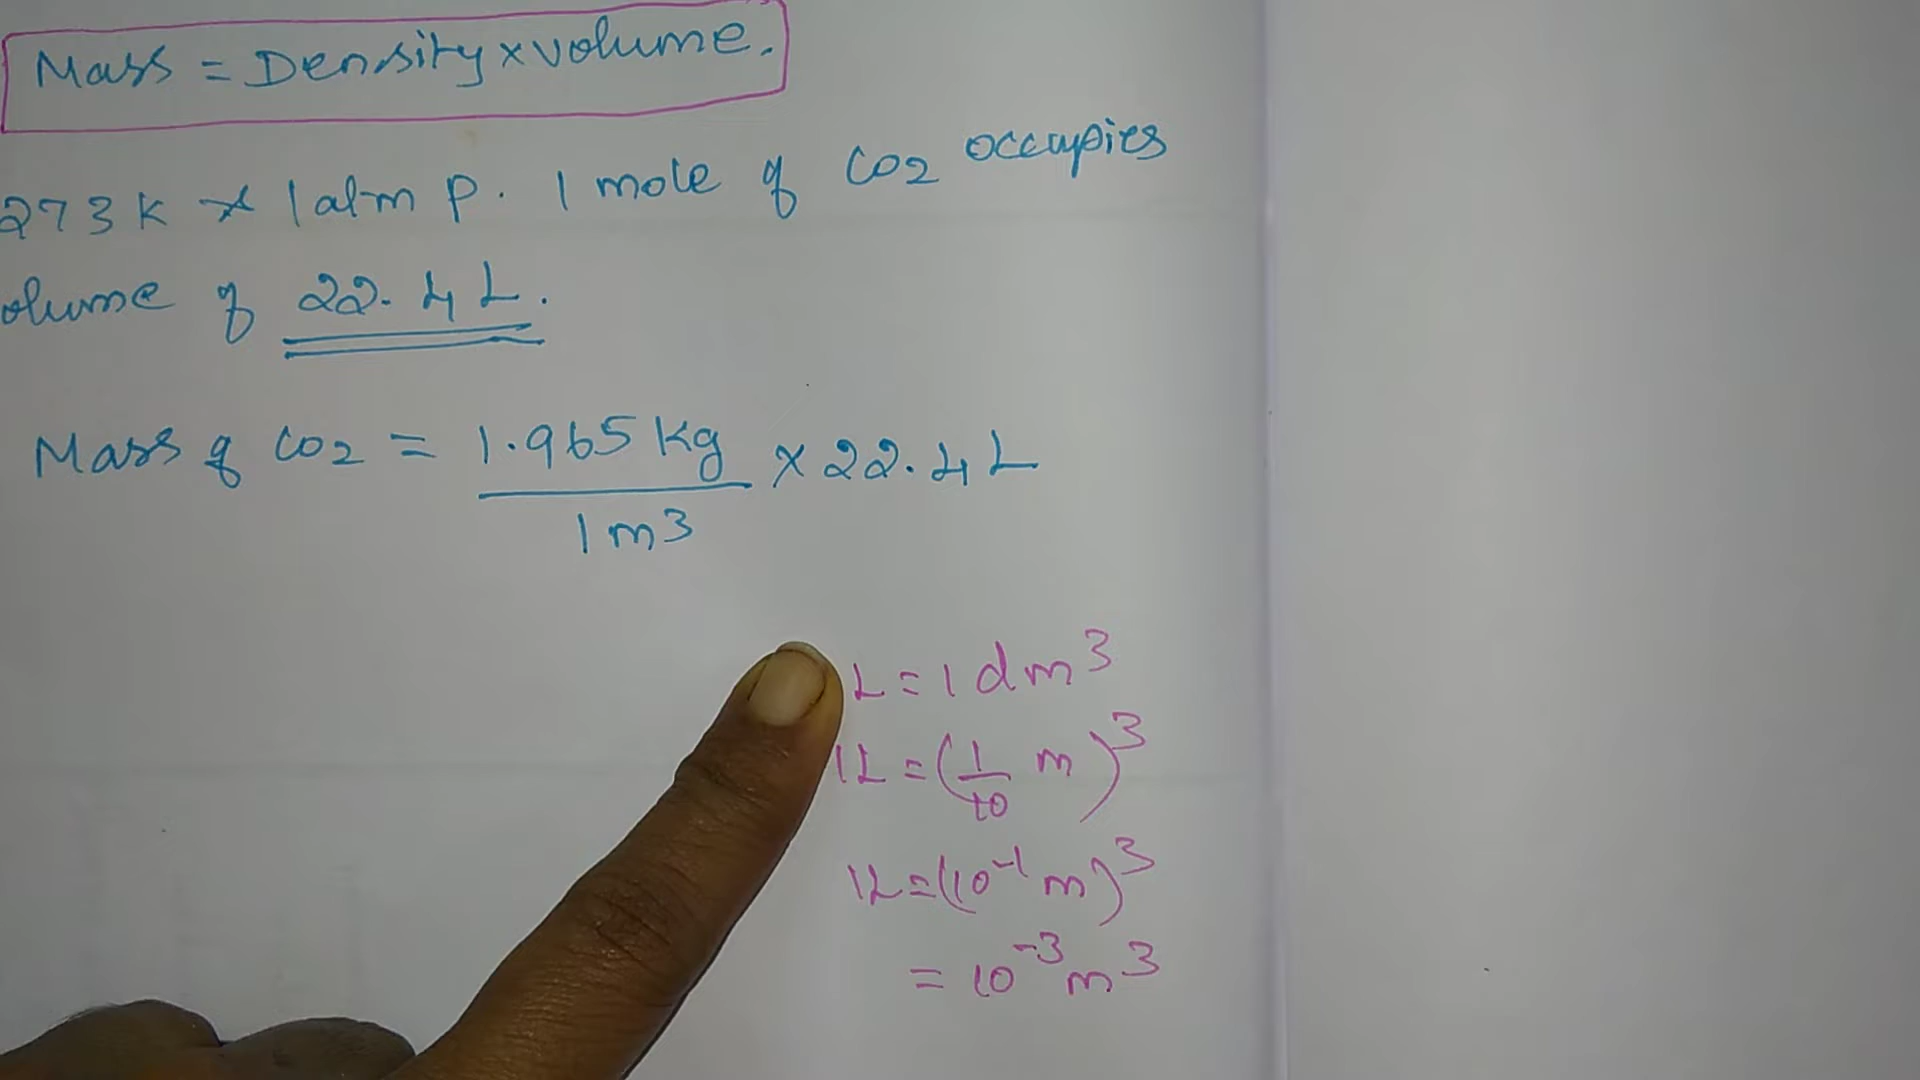 Mass = Density x volume.
273 K & 1 atm P. 1 mole of CO2 occupies
olume of 22.4 L.
Mass of CO2 = 1.965 Kg / 1 m3 x 22.4 L
L = 1 dm³
1L = (1/10 m)³
1L = (10⁻¹ m)³
= 10⁻³ m³